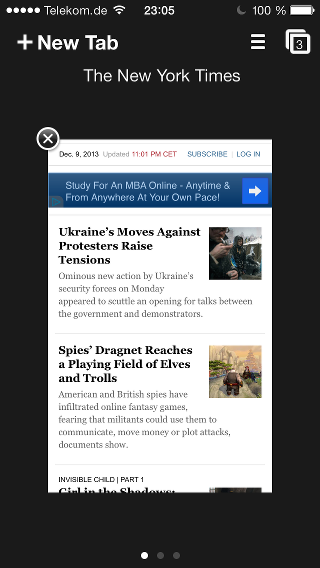 Telekom.de 23:05 100 %
+ New Tab 3
The New York Times
Dec. 9, 2013 Updated 11:01 PM CET SUBSCRIBE | LOG IN
Study For An MBA Online - Anytime &
From Anywhere At Your Own Pace!
Ukraine's Moves Against
Protesters Raise
Tensions
Ominous new action by Ukraine's
security forces on Monday
appeared to scuttle an opening for talks between
the government and demonstrators.
Spies' Dragnet Reaches
a Playing Field of Elves
and Trolls
American and British spies have
infiltrated online fantasy games,
fearing that militants could use them to
communicate, move money or plot attacks,
documents show.
INVISIBLE CHILD | PART 1
Girl in the Shadows: